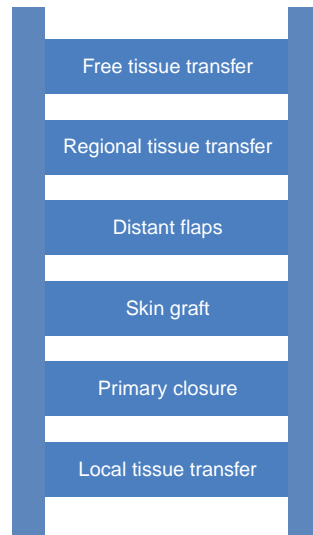 Free tissue transfer
Regional tissue transfer
Distant flaps
Skin graft
Primary closure
Local tissue transfer